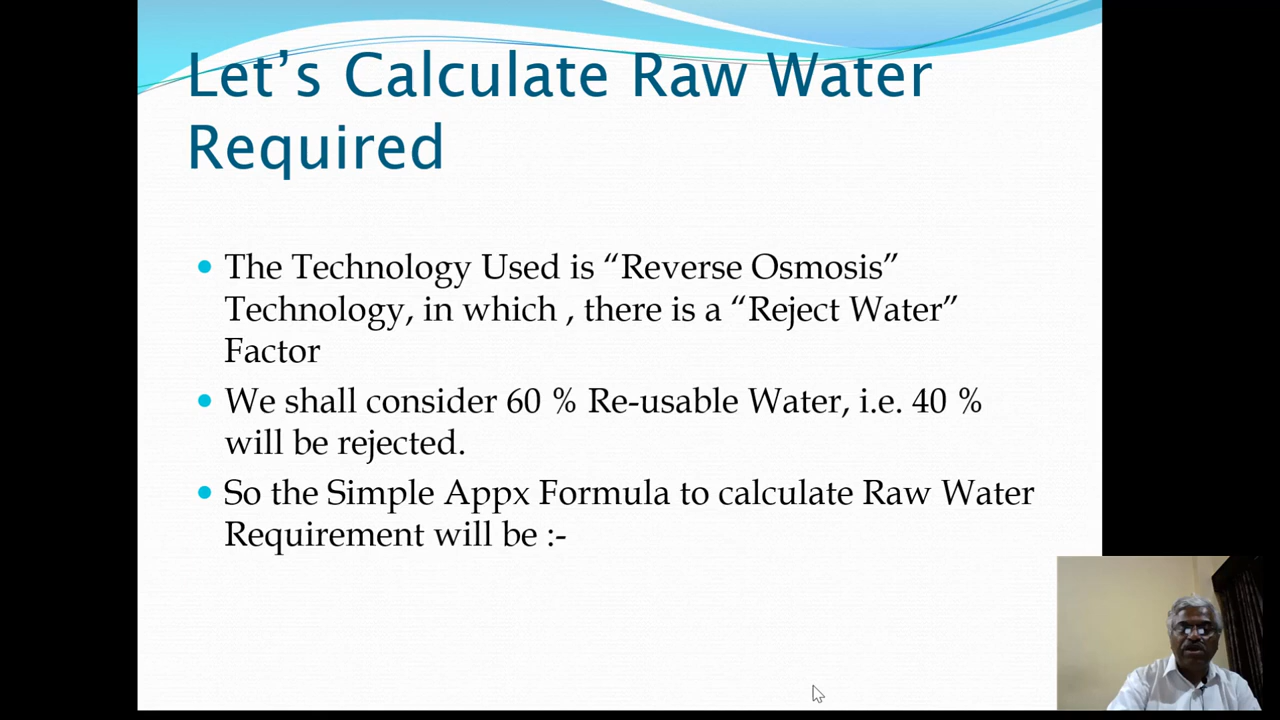 Let’s Calculate Raw Water
Required
The Technology Used is “Reverse Osmosis”
Technology, in which , there is a “Reject Water”
Factor
We shall consider 60 % Re-usable Water, i.e. 40 %
will be rejected.
So the Simple Appx Formula to calculate Raw Water
Requirement will be :-